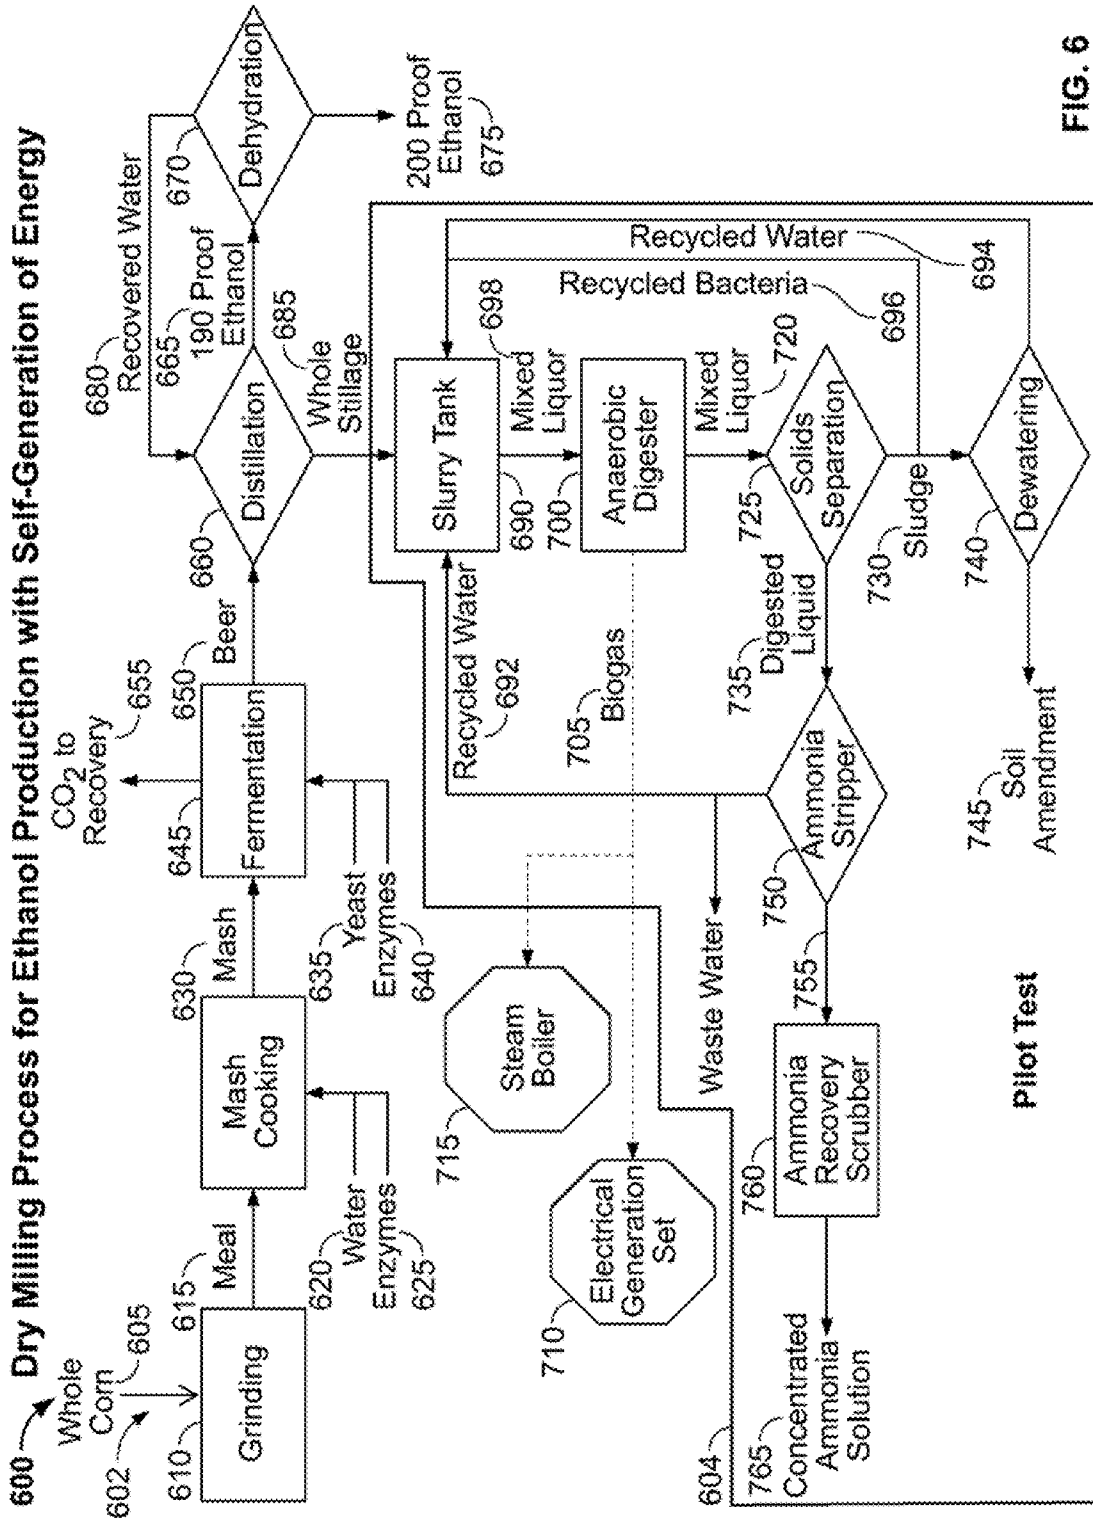 Dry Milling Process for Ethanol Production with Self-Generation of Energy
600
Whole
Corn
605
602
610
Grinding
615
Meal
620
Water
Enzymes
625
Mash
Cooking
630
Mash
635
Yeast
Enzymes
640
CO2 to
Recovery
655
645
Fermentation
650
Beer
660
Distillation
680
Recovered Water
665
190 Proof
Ethanol
670
Dehydration
200 Proof
Ethanol
675
685
Whole
Stillage
Slurry Tank
690
Recycled Water
692
698
Mixed
Liquor
Recycled Water
694
Recycled Bacteria
696
700
Anaerobic
Digester
705
Biogas
715
Steam
Boiler
710
Electrical
Generation
Set
Mixed
Liquor
720
725
Solids
Separation
730
Sludge
735
Digested
Liquid
740
Dewatering
745
Soil
Amendment
750
Ammonia
Stripper
Waste Water
755
760
Ammonia
Recovery
Scrubber
765
Concentrated
Ammonia
Solution
604
Pilot Test
FIG. 6